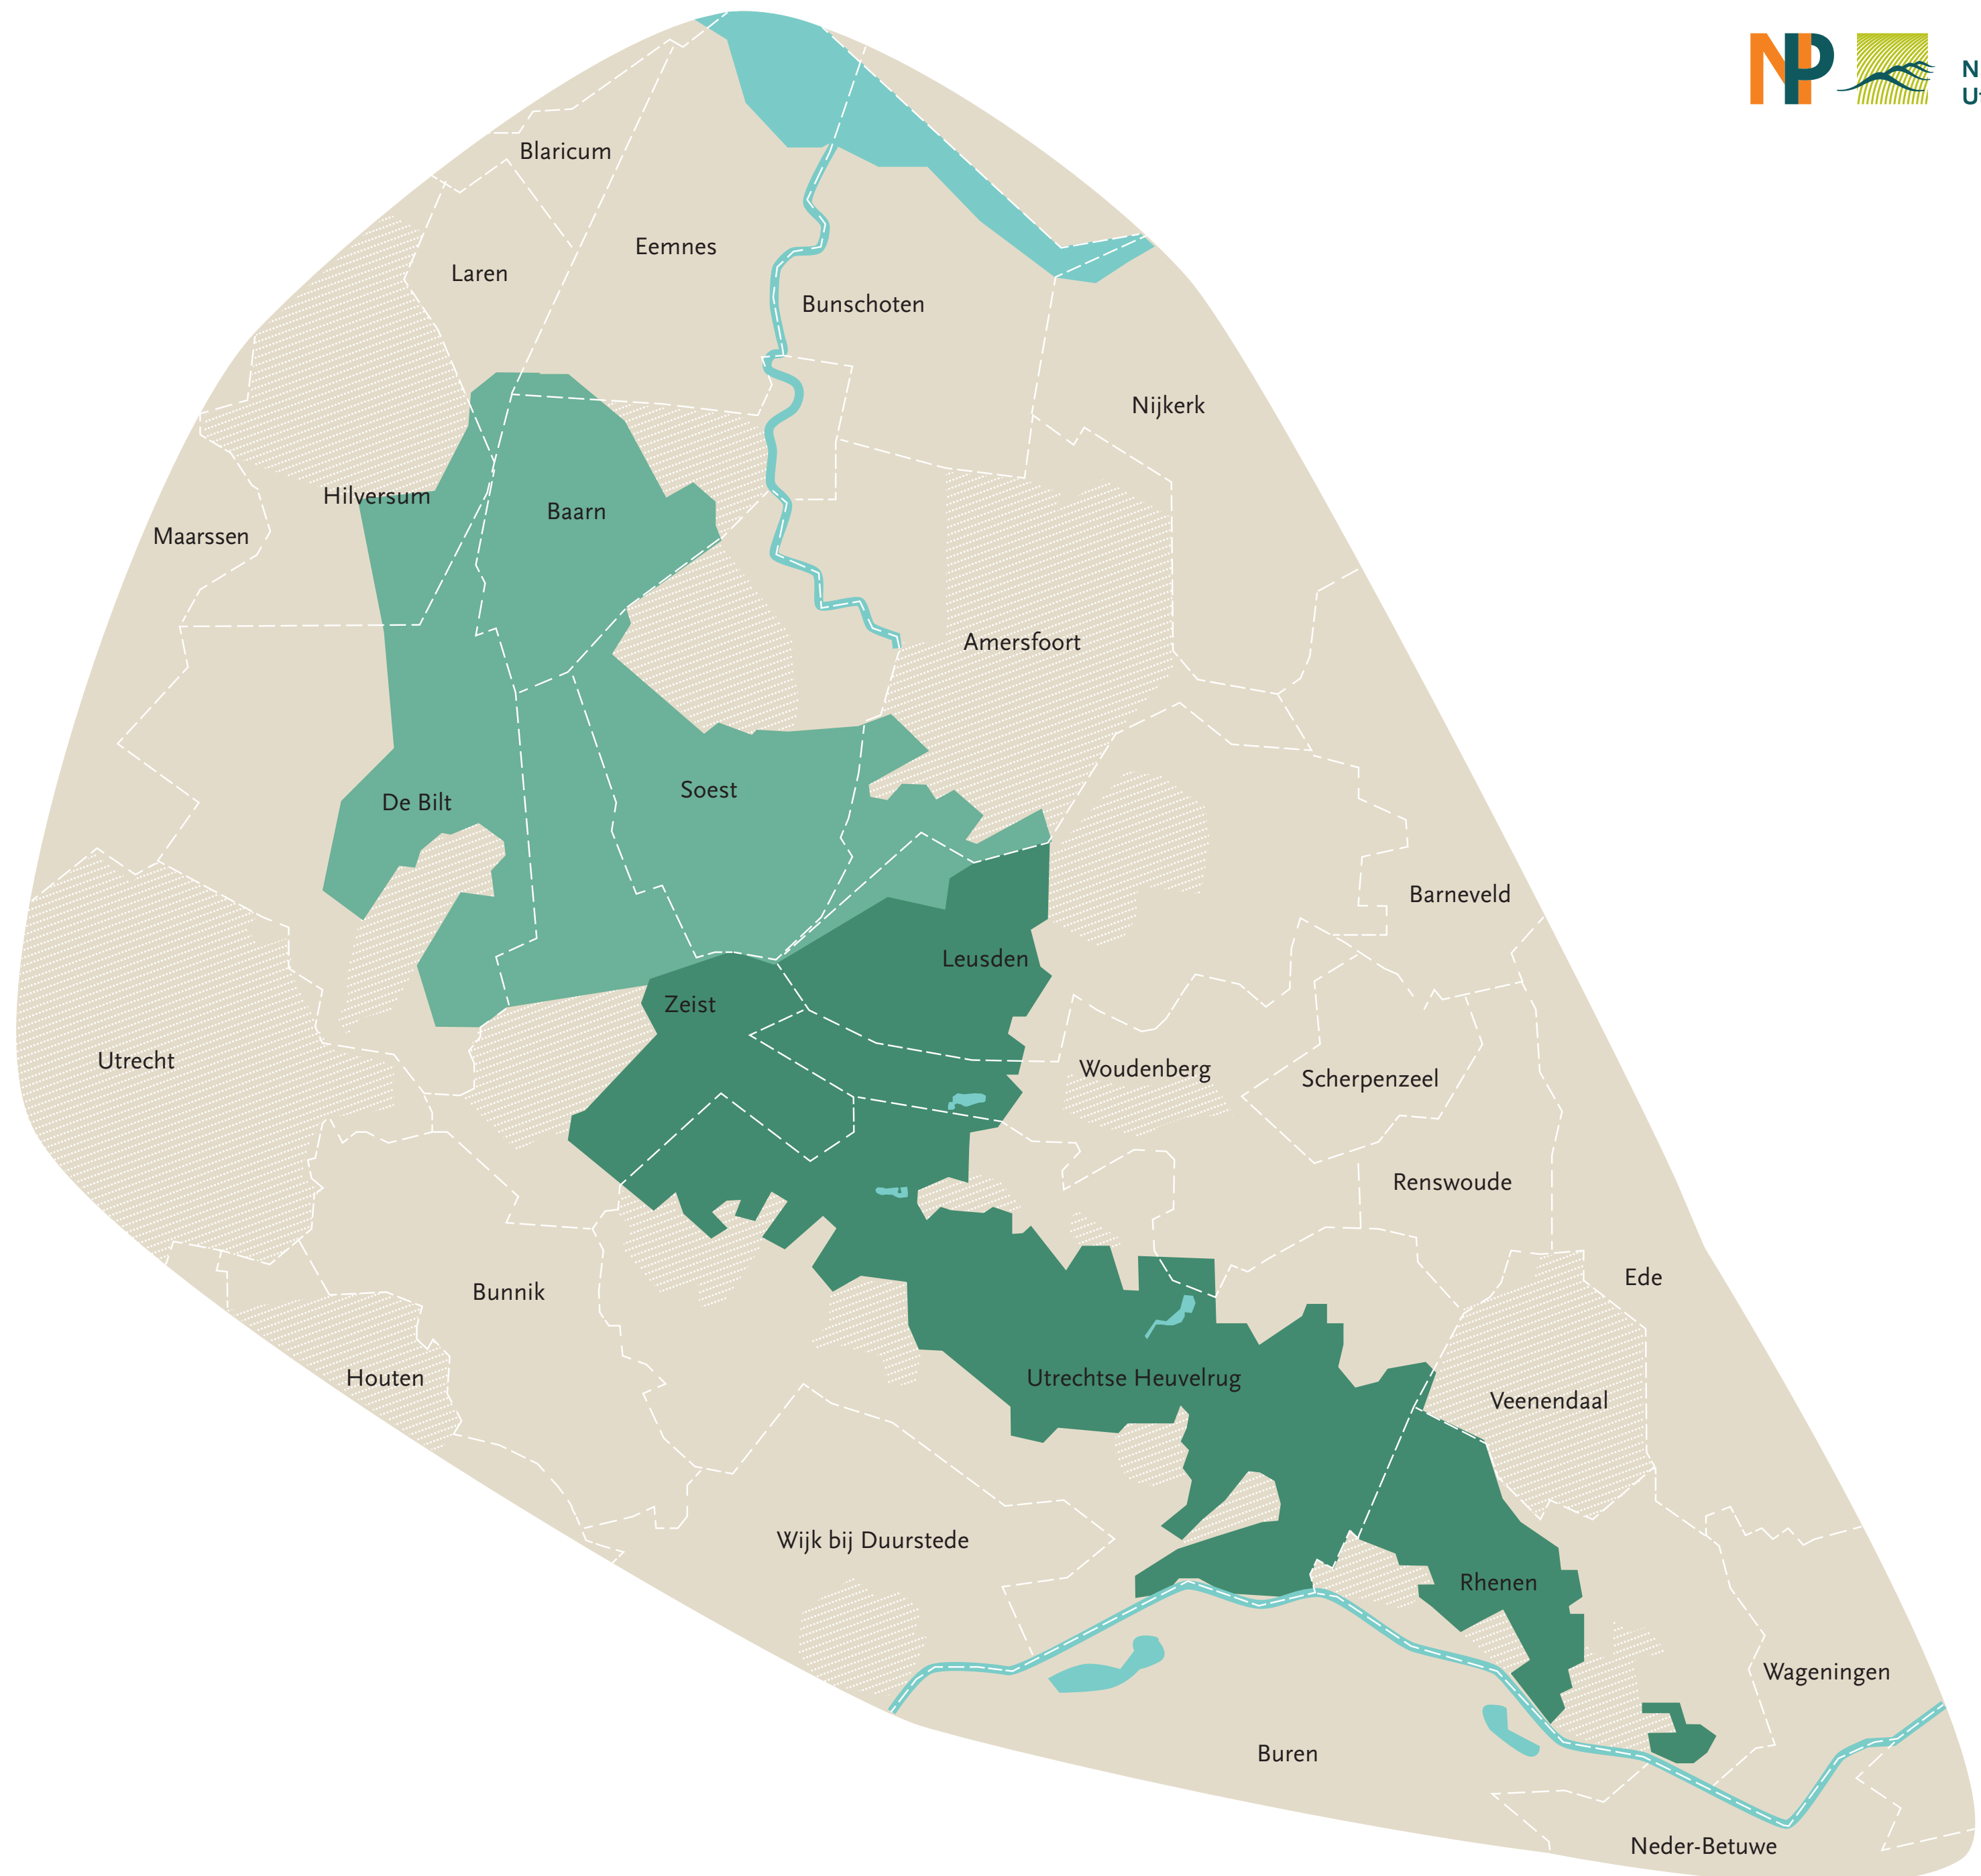 NP
N
Blaricum
Eemnes
Laren
Bunschoten
Nijkerk
Hilversum
Baarn
Maarssen
Amersfoort
Soest
De Bilt
Barneveld
Leusden
Zeist
Utrecht
Woudenberg
Scherpenzeel
Renswoude
Ede
Bunnik
Houten
Utrechtse Heuvelrug
Veenendaal
Wijk bij Duurstede
Rhenen
Wageningen
Buren
Neder-Betuwe